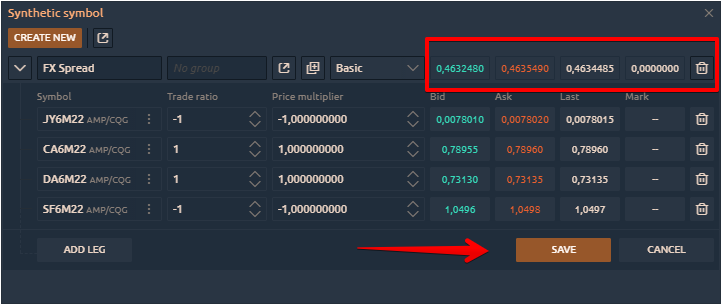 Synthetic symbol
CREATE NEW
FX Spread No group Basic 0,4632480 0,4635490 0,4634485 0,0000000
Symbol Trade ratio Price multiplier Bid Ask Last Mark
JY6M22 AMP/CQG -1 -1,000000000 0,0078010 0,0078020 0,0078015 --
CA6M22 AMP/CQG 1 1,000000000 0,78955 0,78960 0,78960 --
DA6M22 AMP/CQG 1 1,000000000 0,73130 0,73135 0,73135 --
SF6M22 AMP/CQG -1 -1,000000000 1,0496 1,0498 1,0497 --
ADD LEG SAVE CANCEL